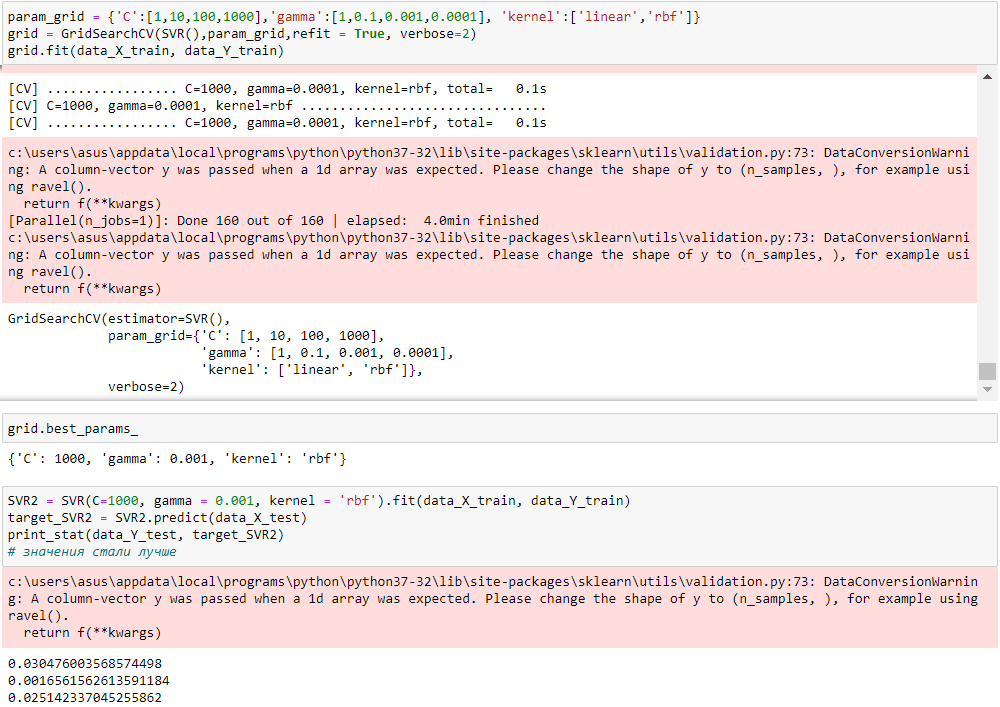 param_grid = {'C':[1,10,100,1000],'gamma':[1,0.1,0.001,0.0001], 'kernel':['linear','rbf']}
grid = GridSearchCV(SVR(),param_grid,refit = True, verbose=2)
grid.fit(data_X_train, data_Y_train)
[CV] ................. C=1000, gamma=0.0001, kernel=rbf, total=   0.1s
[CV] C=1000, gamma=0.0001, kernel=rbf ................................
[CV] ................. C=1000, gamma=0.0001, kernel=rbf, total=   0.1s
c:\users\asus\appdata\local\programs\python\python37-32\lib\site-packages\sklearn\utils\validation.py:73: DataConversionWarni
ng: A column-vector y was passed when a 1d array was expected. Please change the shape of y to (n_samples, ), for example usi
ng ravel().
  return f(**kwargs)
[Parallel(n_jobs=1)]: Done 160 out of 160 | elapsed:  4.0min finished
c:\users\asus\appdata\local\programs\python\python37-32\lib\site-packages\sklearn\utils\validation.py:73: DataConversionWarni
ng: A column-vector y was passed when a 1d array was expected. Please change the shape of y to (n_samples, ), for example usi
ng ravel().
  return f(**kwargs)
GridSearchCV(estimator=SVR(),
             param_grid={'C': [1, 10, 100, 1000],
                         'gamma': [1, 0.1, 0.001, 0.0001],
                         'kernel': ['linear', 'rbf']},
             verbose=2)
grid.best_params_
{'C': 1000, 'gamma': 0.001, 'kernel': 'rbf'}
SVR2 = SVR(C=1000, gamma = 0.001, kernel = 'rbf').fit(data_X_train, data_Y_train)
target_SVR2 = SVR2.predict(data_X_test)
print_stat(data_Y_test, target_SVR2)
# значения стали лучше
c:\users\asus\appdata\local\programs\python\python37-32\lib\site-packages\sklearn\utils\validation.py:73: DataConversionWarnin
g: A column-vector y was passed when a 1d array was expected. Please change the shape of y to (n_samples, ), for example using
ravel().
  return f(**kwargs)
0.030476003568574498
0.0016561562613591184
0.025142337045255862